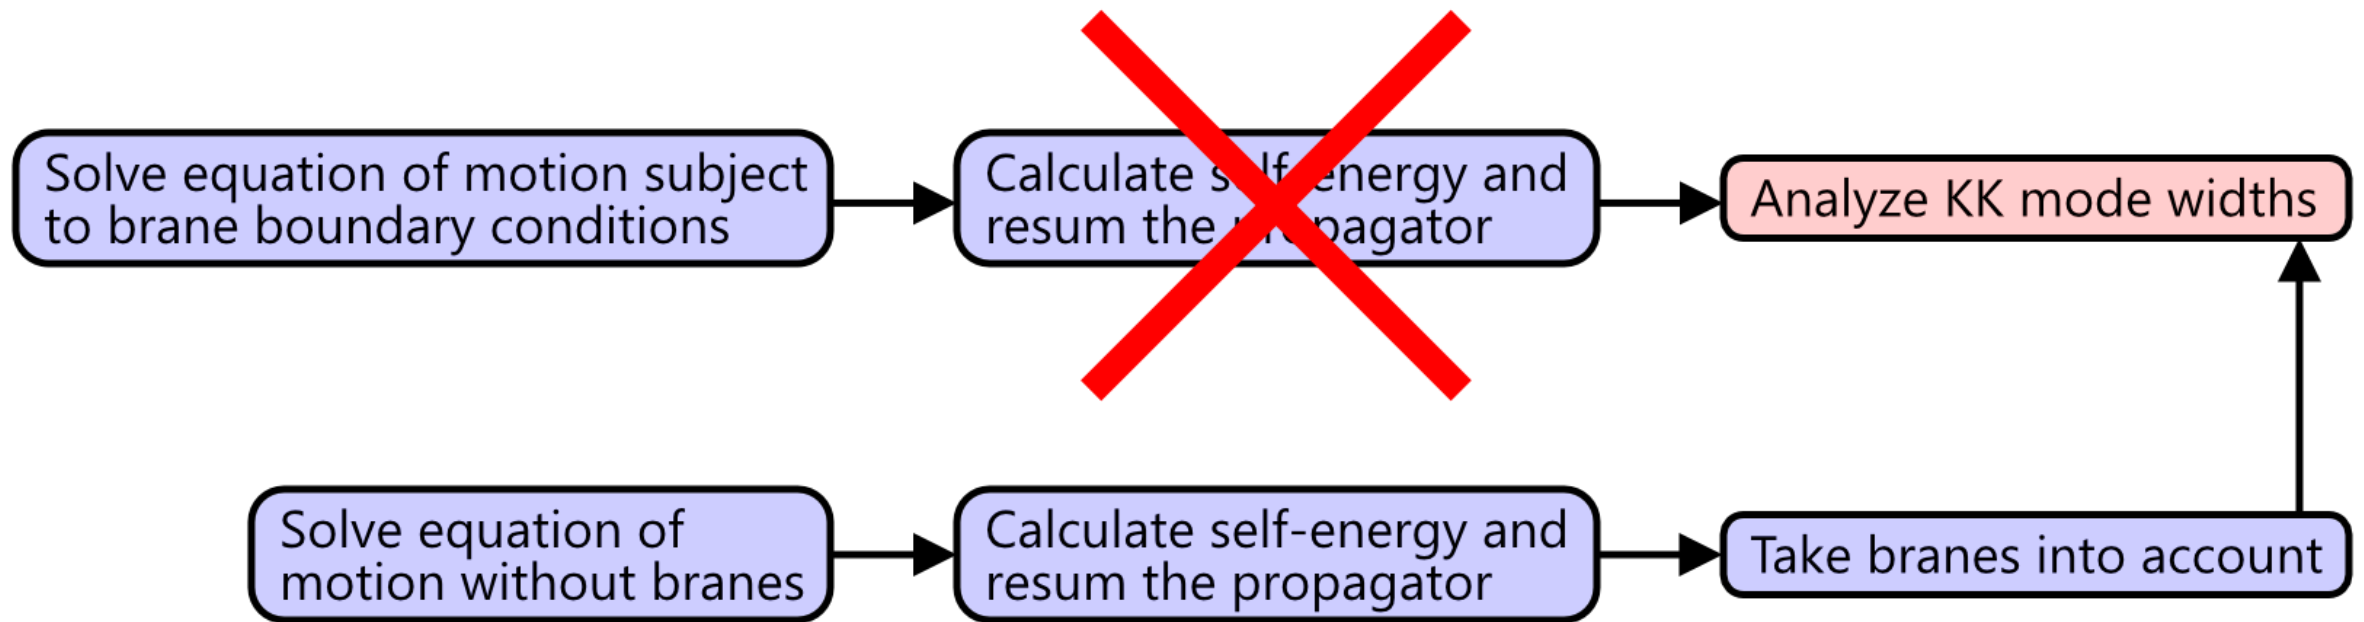 Solve equation of motion subject
to brane boundary conditions
Calculate self-energy and
resum the propagator
Analyze KK mode widths
Solve equation of
motion without branes
Calculate self-energy and
resum the propagator
Take branes into account